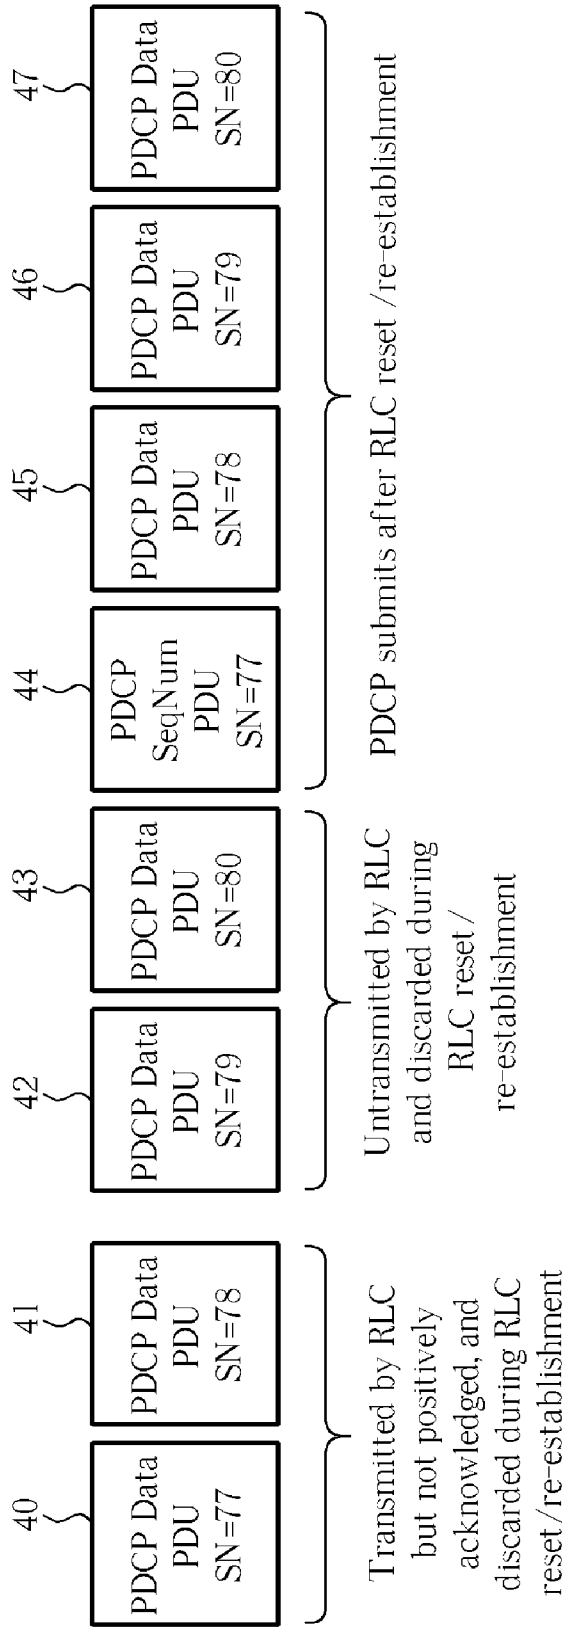 40
PDCP Data
PDU
SN=77
41
PDCP Data
PDU
SN=78
Transmitted by RLC
but not positively
acknowledged, and
discarded during RLC
reset/re-establishment
42
PDCP Data
PDU
SN=79
43
PDCP Data
PDU
SN=80
Untransmitted by RLC
and discarded during
RLC reset/
re-establishment
44
PDCP
SeqNum
PDU
SN=77
45
PDCP Data
PDU
SN=78
46
PDCP Data
PDU
SN=79
47
PDCP Data
PDU
SN=80
PDCP submits after RLC reset/re-establishment